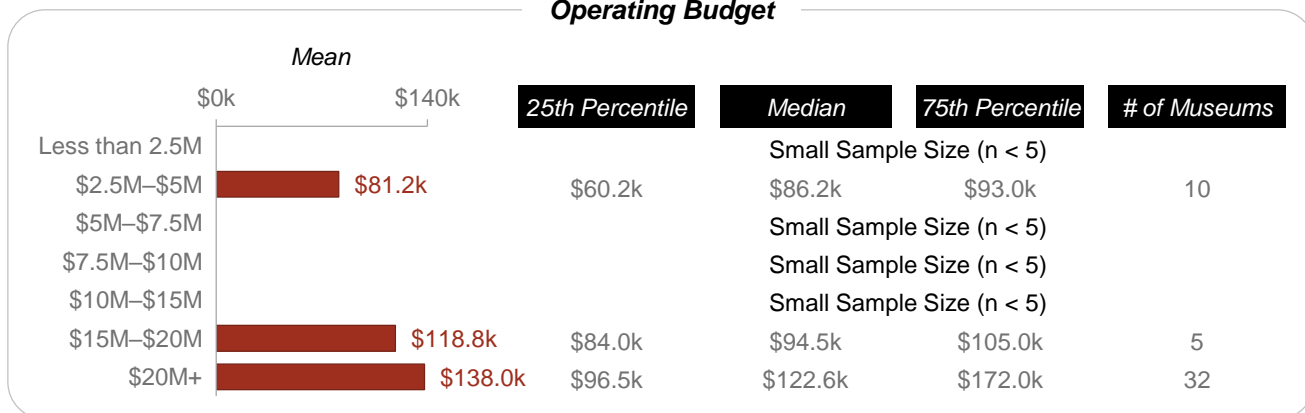 Operating Budget
Mean
$0k $140k 25th Percentile Median 75th Percentile # of Museums
Less than 2.5M Small Sample Size (n < 5)
$2.5M–$5M $81.2k $60.2k $86.2k $93.0k 10
$5M–$7.5M Small Sample Size (n < 5)
$7.5M–$10M Small Sample Size (n < 5)
$10M–$15M Small Sample Size (n < 5)
$15M–$20M $118.8k $84.0k $94.5k $105.0k 5
$20M+ $138.0k $96.5k $122.6k $172.0k 32